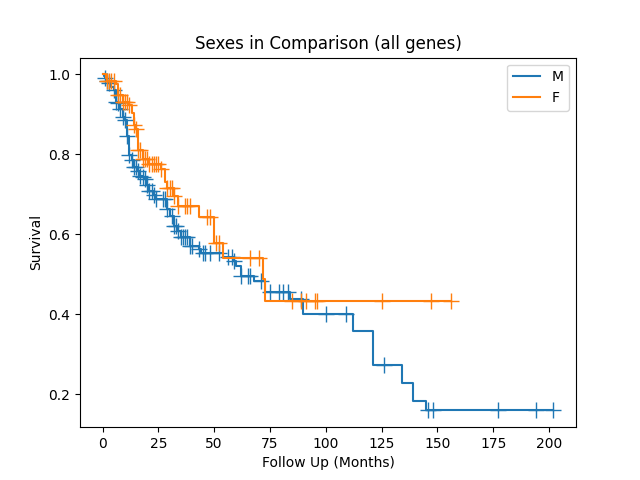 Sexes in Comparison (all genes)
M
F
1.0
0.8
0.6
0.4
0.2
Survival
0 25 50 75 100 125 150 175 200
Follow Up (Months)